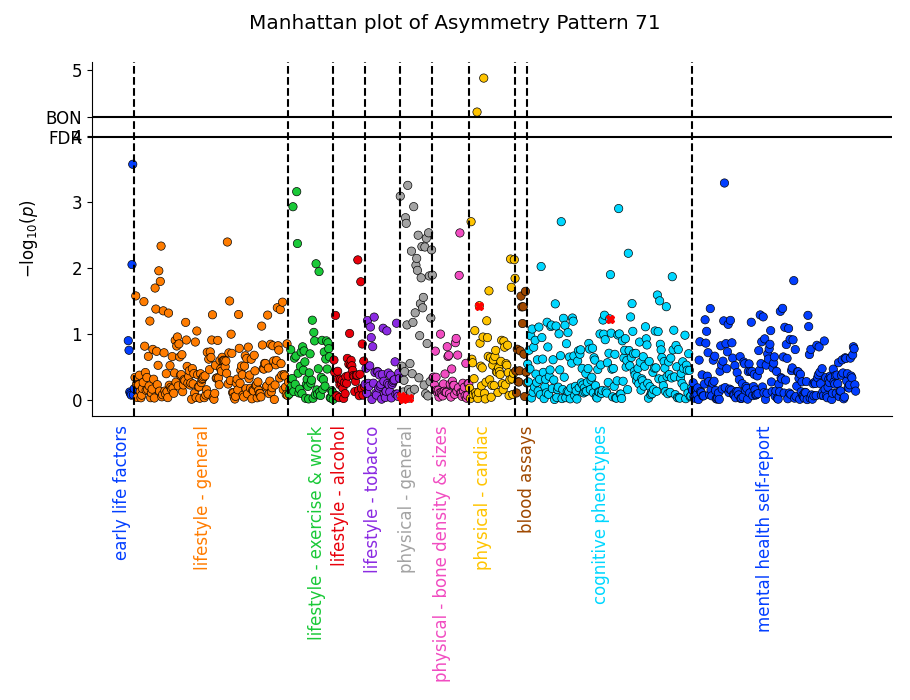 Manhattan plot of Asymmetry Pattern 71
5
BON
4
FDR
3
2
1
0
−log10(p)
early life factors
lifestyle - general
lifestyle - exercise & work
lifestyle - alcohol
lifestyle - tobacco
physical - general
physical - bone density & sizes
physical - cardiac
blood assays
cognitive phenotypes
mental health self-report